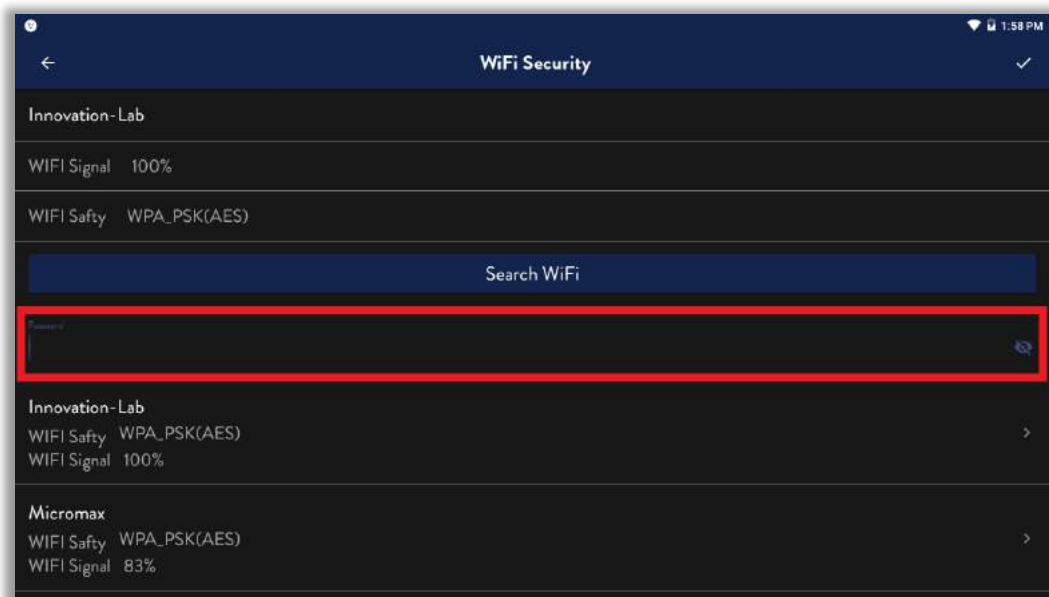 1:58 PM
WiFi Security
Innovation-Lab
WIFI Signal 100%
WIFI Safty WPA_PSK(AES)
Search WiFi
Password
Innovation-Lab
WIFI Safty WPA_PSK(AES)
WIFI Signal 100%
Micromax
WIFI Safty WPA_PSK(AES)
WIFI Signal 83%